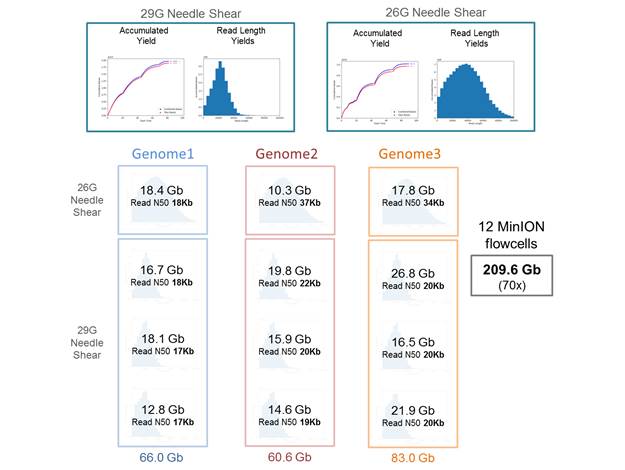 29G Needle Shear
26G Needle Shear
Accumulated
Yield
Read Length
Yields
Accumulated
Yield
Read Length
Yields
Genome1
Genome2
Genome3
26G
Needle
Shear
18.4 Gb
Read N50 18Kb
10.3 Gb
Read N50 37Kb
17.8 Gb
Read N50 34Kb
12 MinION
flowcells
209.6 Gb
(70x)
29G
Needle
Shear
16.7 Gb
Read N50 18Kb
19.8 Gb
Read N50 22Kb
26.8 Gb
Read N50 20Kb
18.1 Gb
Read N50 17Kb
15.9 Gb
Read N50 20Kb
16.5 Gb
Read N50 20Kb
12.8 Gb
Read N50 17Kb
14.6 Gb
Read N50 19Kb
21.9 Gb
Read N50 20Kb
66.0 Gb
60.6 Gb
83.0 Gb